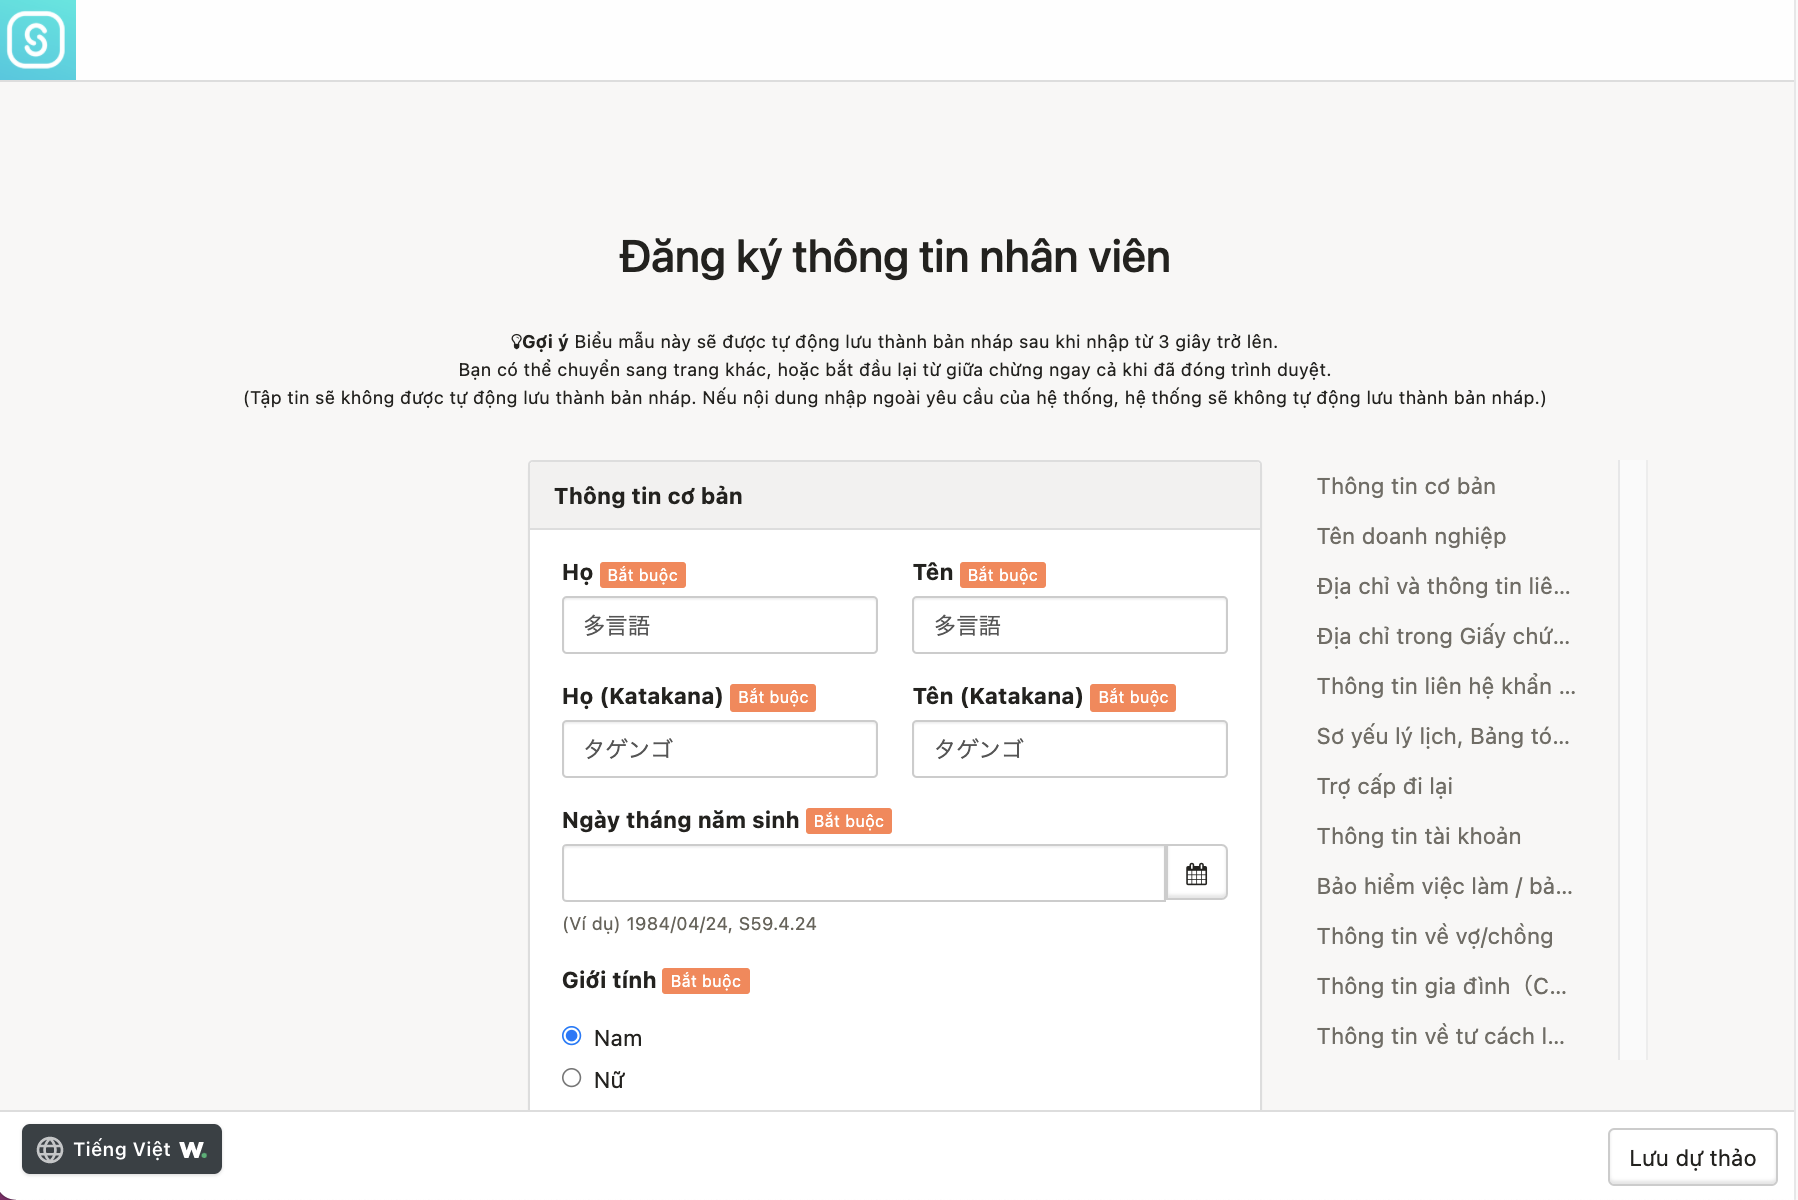 Đăng ký thông tin nhân viên
Gợi ý Biểu mẫu này sẽ được tự động lưu thành bản nháp sau khi nhập từ 3 giây trở lên.
Bạn có thể chuyển sang trang khác, hoặc bắt đầu lại từ giữa chừng ngay cả khi đã đóng trình duyệt.
(Tập tin sẽ không được tự động lưu thành bản nháp. Nếu nội dung nhập ngoài yêu cầu của hệ thống, hệ thống sẽ không tự động lưu thành bản nháp.)
Thông tin cơ bản
Họ Bắt buộc
Tên Bắt buộc
多言語
多言語
Họ (Katakana) Bắt buộc
Tên (Katakana) Bắt buộc
タゲンゴ
タゲンゴ
Ngày tháng năm sinh Bắt buộc
(Ví dụ) 1984/04/24, S59.4.24
Giới tính Bắt buộc
Nam
Nữ
Thông tin cơ bản
Tên doanh nghiệp
Địa chỉ và thông tin liê...
Địa chỉ trong Giấy chứ...
Thông tin liên hệ khẩn ...
Sơ yếu lý lịch, Bảng tó...
Trợ cấp đi lại
Thông tin tài khoản
Bảo hiểm việc làm / bả...
Thông tin về vợ/chồng
Thông tin gia đình（C...
Thông tin về tư cách l...
Tiếng Việt W.
Lưu dự thảo